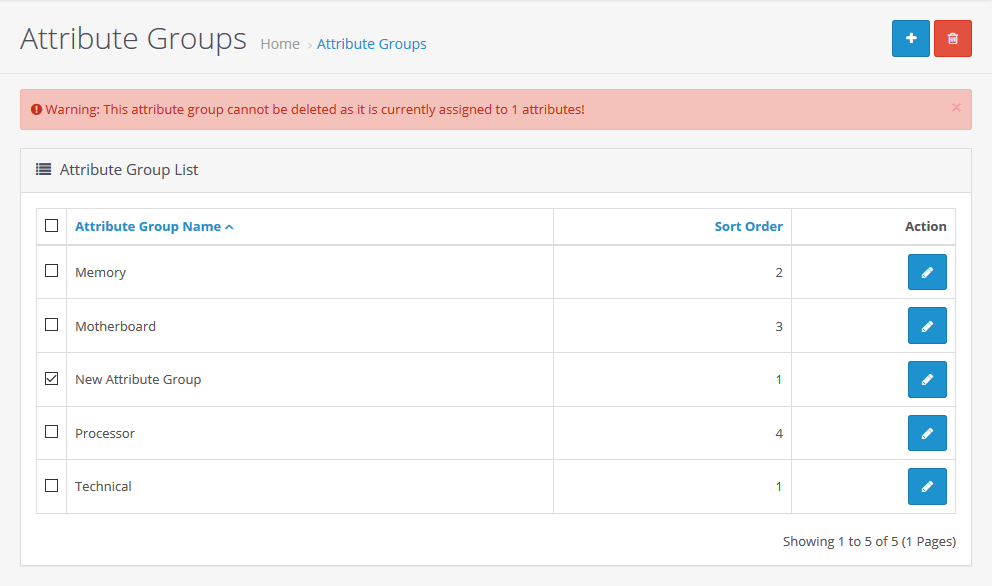 Attribute Groups Home › Attribute Groups
Warning: This attribute group cannot be deleted as it is currently assigned to 1 attributes! ×
Attribute Group List
Attribute Group Name Sort Order Action
Memory 2
Motherboard 3
New Attribute Group 1
Processor 4
Technical 1
Showing 1 to 5 of 5 (1 Pages)